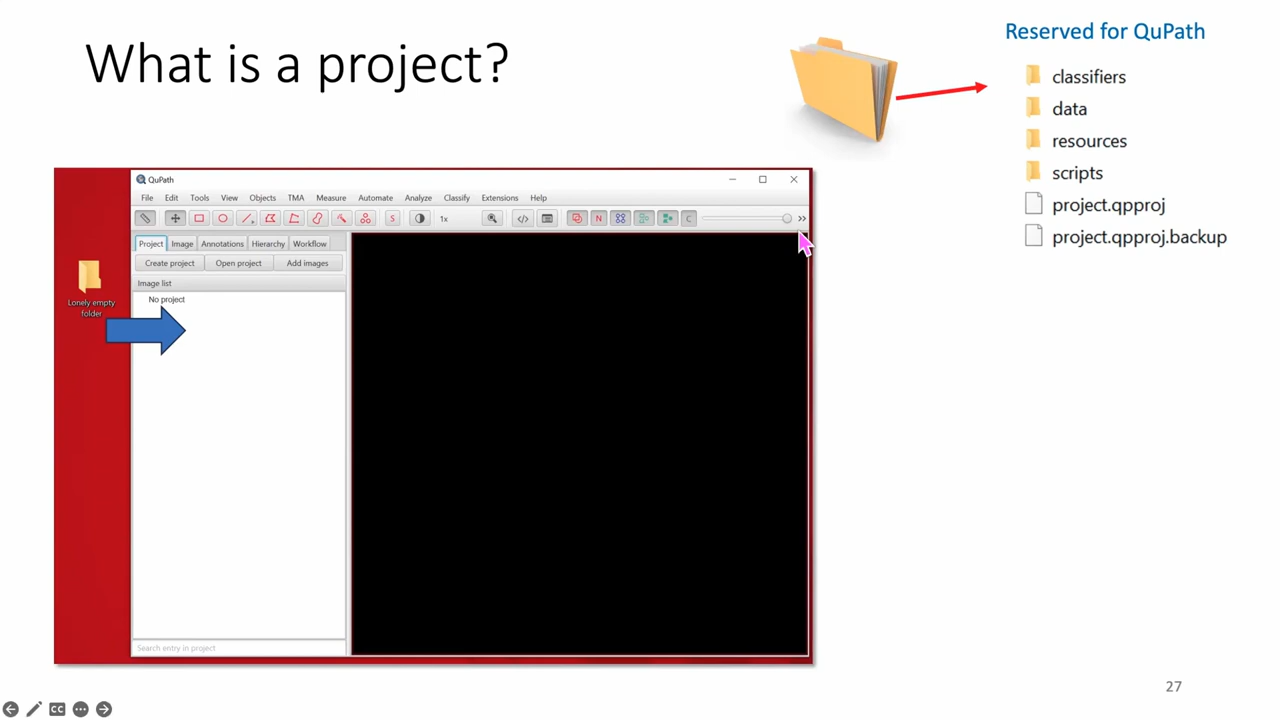 What is a project?
Reserved for QuPath
classifiers
data
resources
scripts
project.qpproj
project.qpproj.backup
QuPath
File Edit Tools View Objects TMA Measure Automate Analyze Classify Extensions Help
S 1x N C
Project Image Annotations Hierarchy Workflow
Create project Open project Add images
Image list
No project
Lonely empty
folder
Search entry in project
27
CC